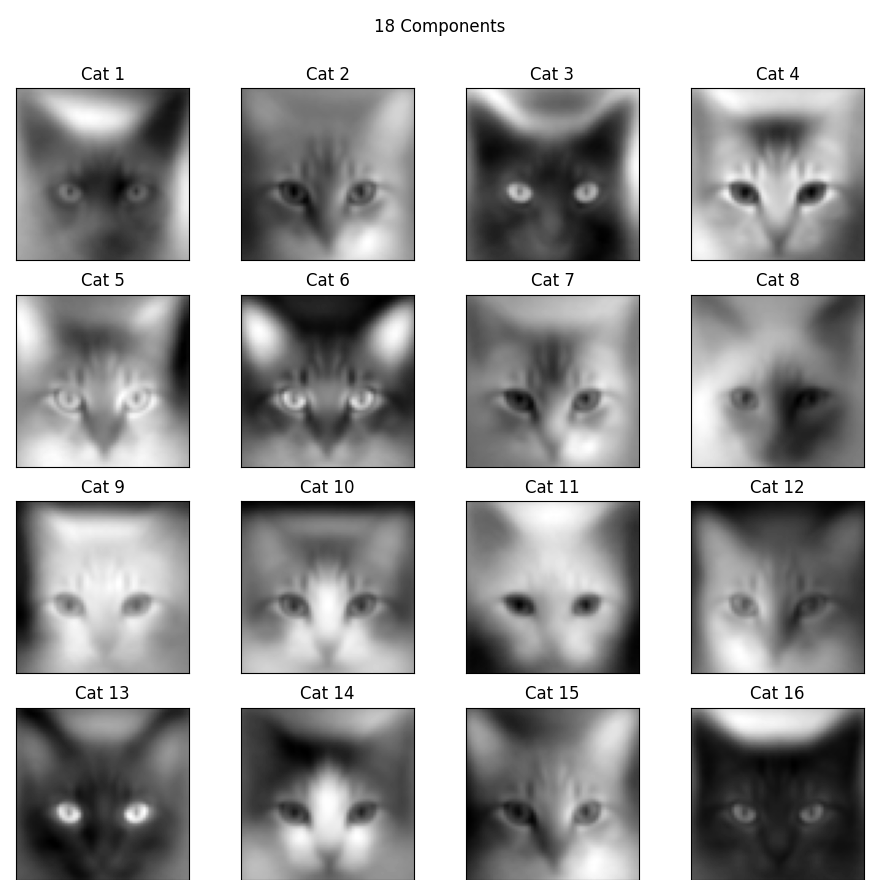 18 Components
Cat 1 Cat 2 Cat 3 Cat 4
Cat 5 Cat 6 Cat 7 Cat 8
Cat 9 Cat 10 Cat 11 Cat 12
Cat 13 Cat 14 Cat 15 Cat 16